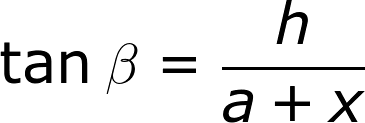 tan β = h / (a + x)